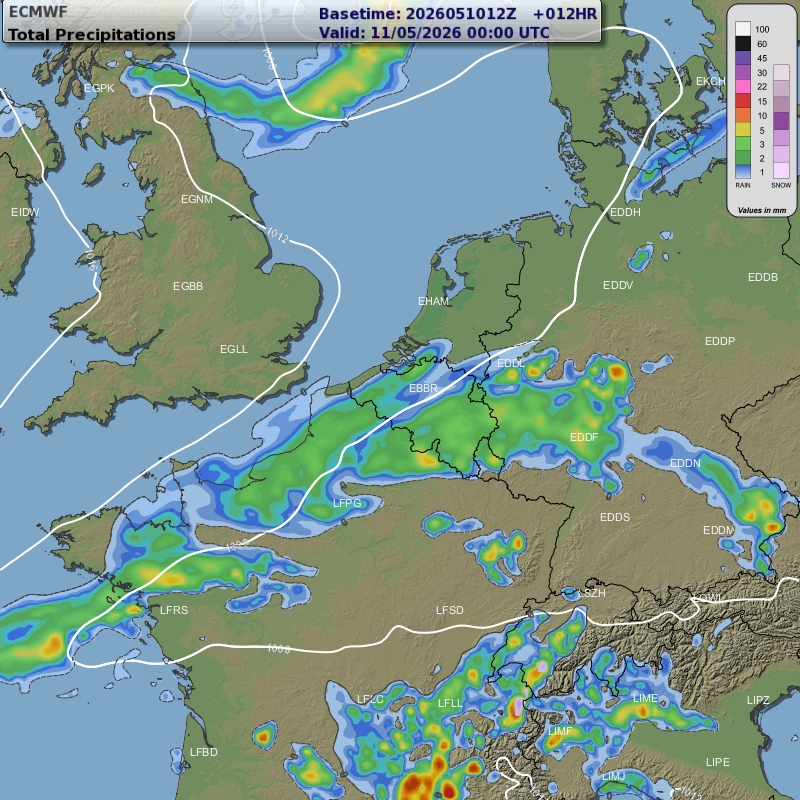 ECMWF
Basetime: 2026051012Z +012HR
Total Precipitations
Valid: 11/05/2026 00:00 UTC
100
60
45
30
22
15
10
5
3
2
1
RAIN
SNOW
Values in mm
EGPK
EKCH
EIDW
EGNM
EDDH
1012
1016
EGBB
EDDV
EDDB
EHAM
EGLL
EDDP
EDDL
EBBR
EDDF
EDDN
LFPG
EDDS
EDDM
LSZH
LOWI
LFRS
LFSD
1008
LFLC
LFLL
LIME
LIPZ
LIMF
LFBD
LIPE
LIMJ
1012